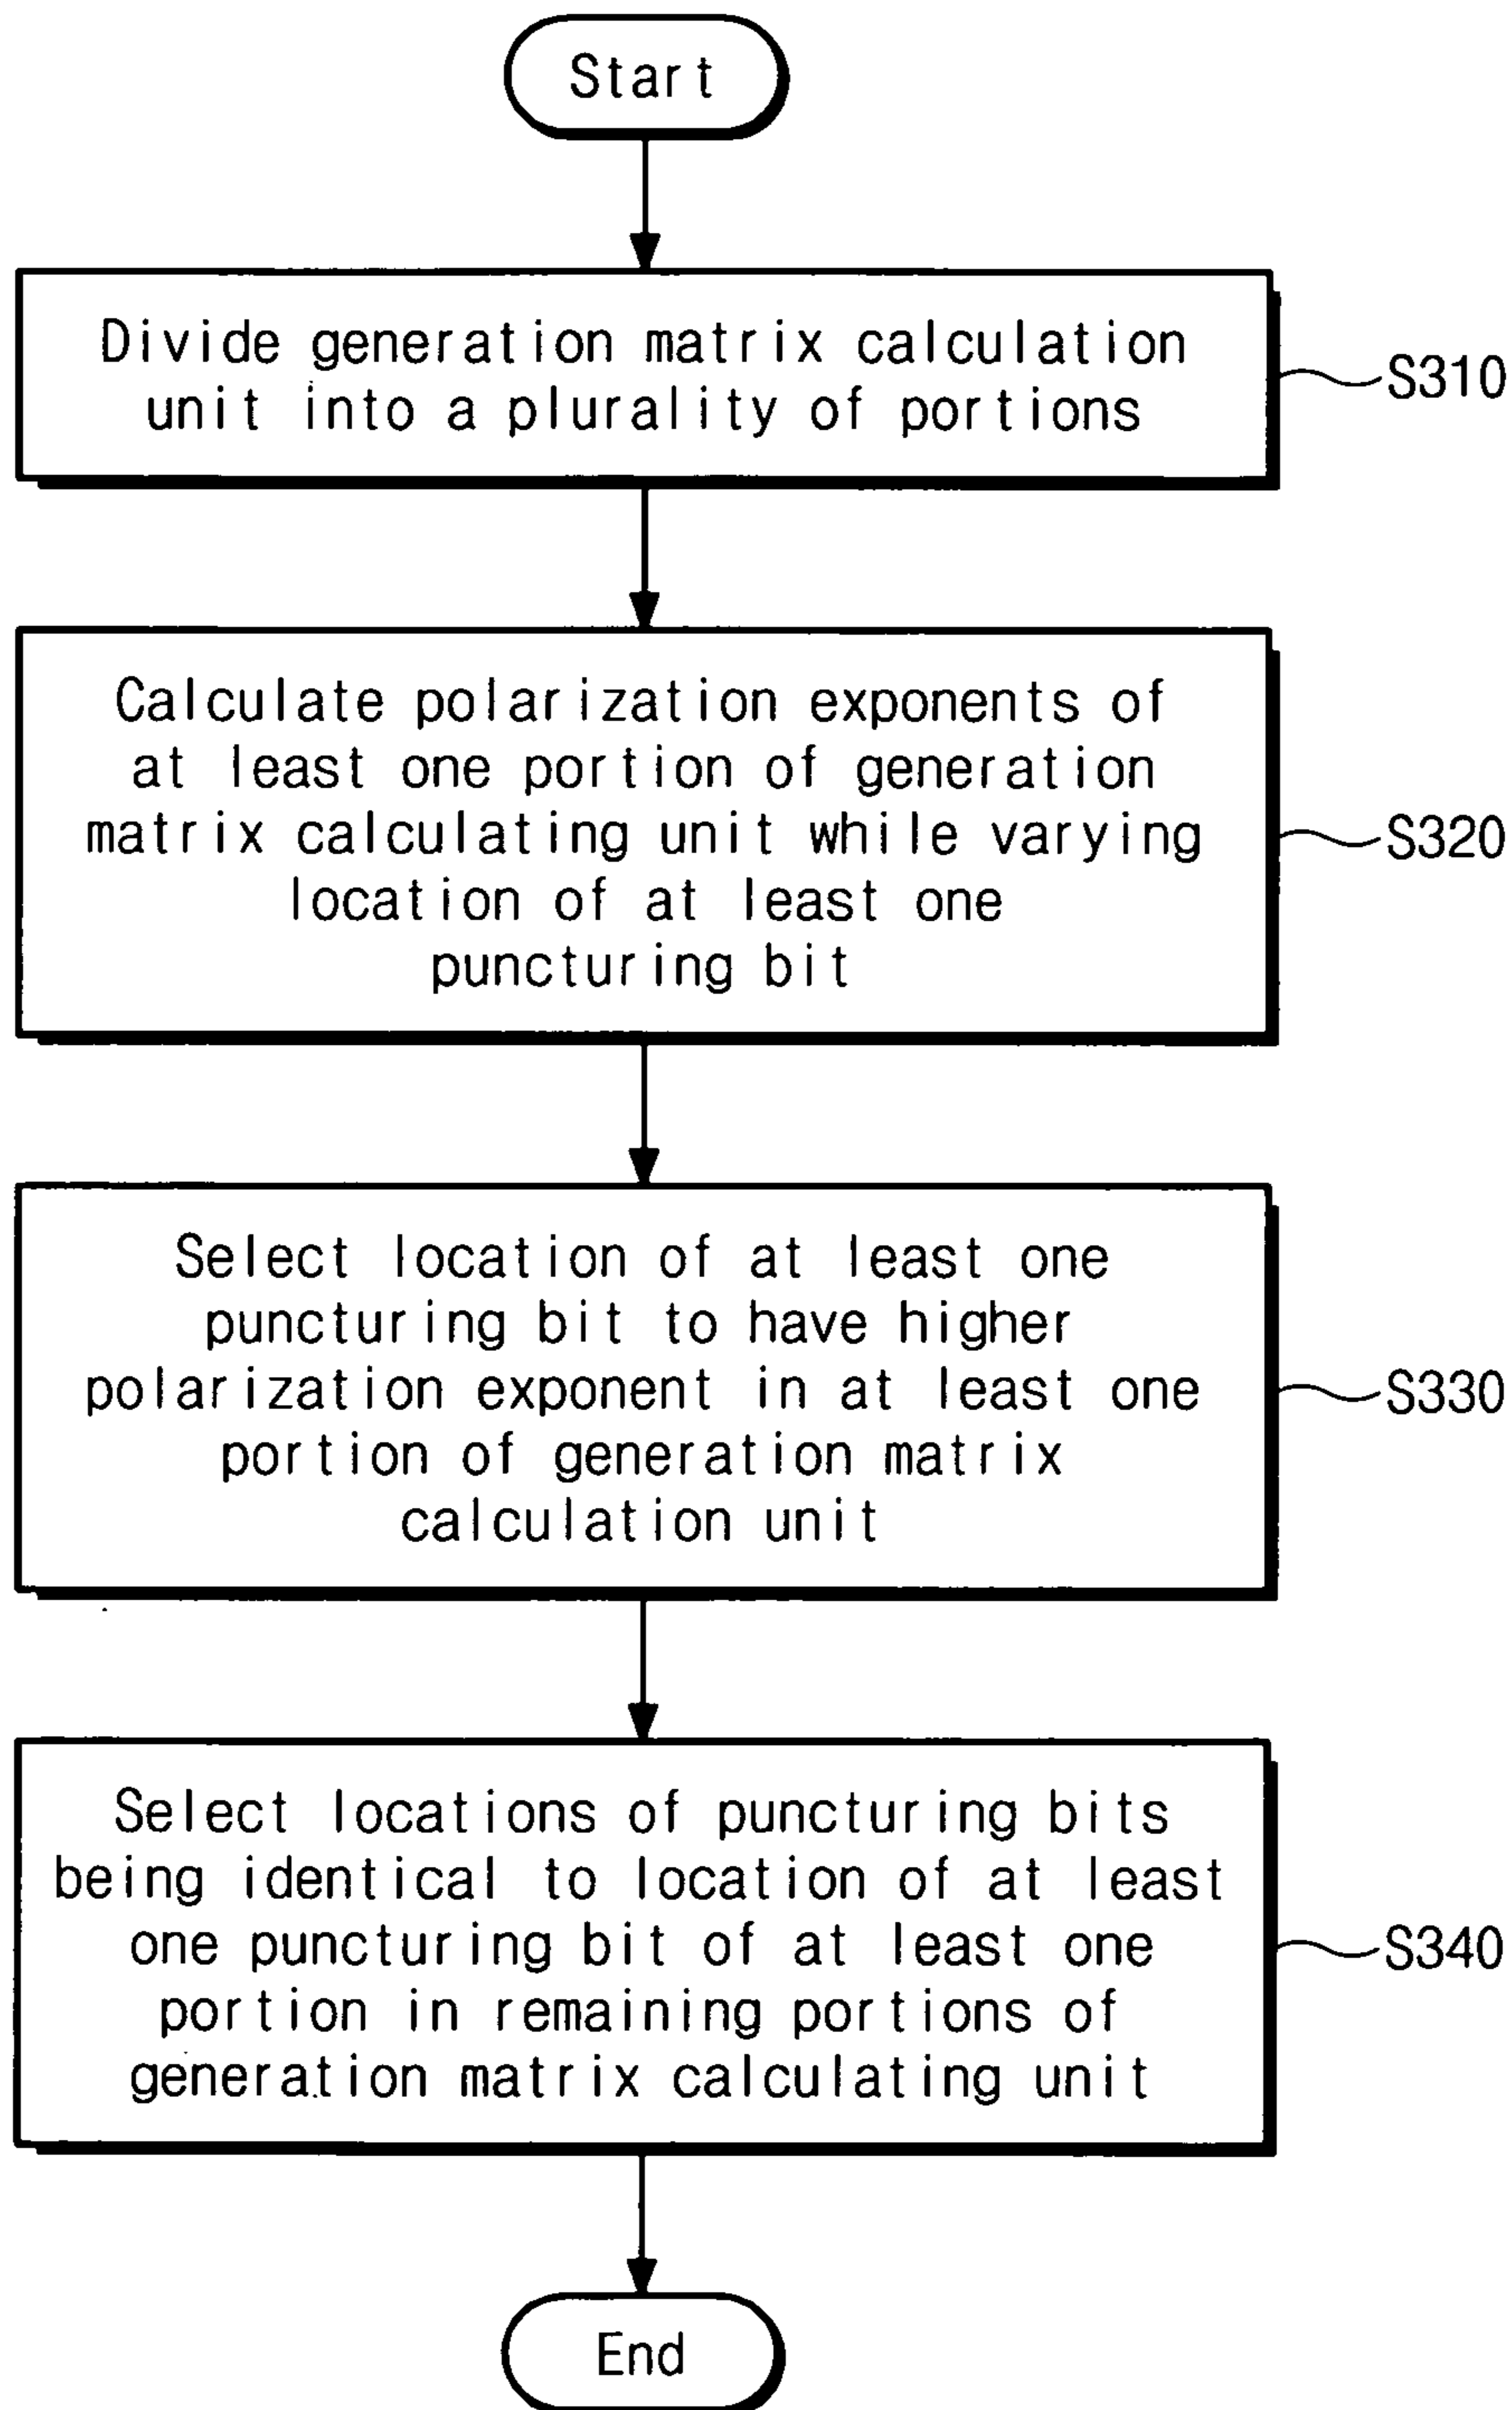 Start
Divide generation matrix calculation
unit into a plurality of portions
S310
Calculate polarization exponents of
at least one portion of generation
matrix calculating unit while varying
location of at least one
puncturing bit
S320
Select location of at least one
puncturing bit to have higher
polarization exponent in at least one
portion of generation matrix
calculation unit
S330
Select locations of puncturing bits
being identical to location of at least
one puncturing bit of at least one
portion in remaining portions of
generation matrix calculating unit
S340
End